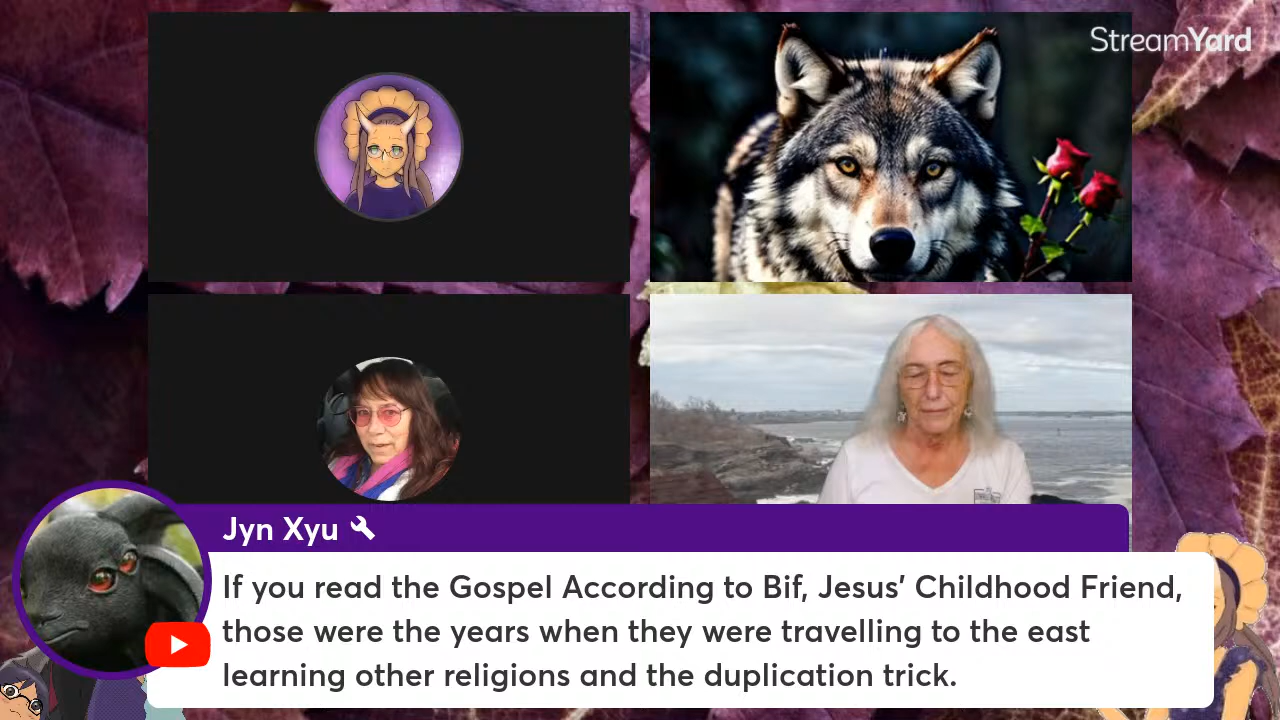 StreamYard
Jyn Xyu
If you read the Gospel According to Bif, Jesus’ Childhood Friend,
those were the years when they were travelling to the east
learning other religions and the duplication trick.